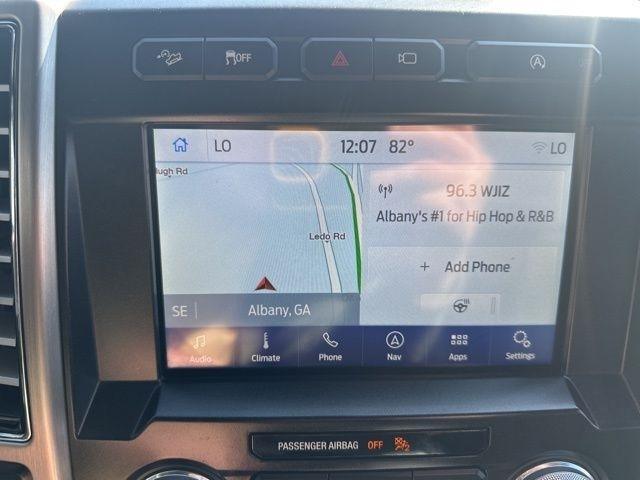 OFF
LO 12:07 82° LO
ugh Rd
96.3 WJIZ
Albany's #1 for Hip Hop & R&B
Ledo Rd
+ Add Phone
SE Albany, GA
Audio Climate Phone Nav Apps Settings
PASSENGER AIRBAG OFF